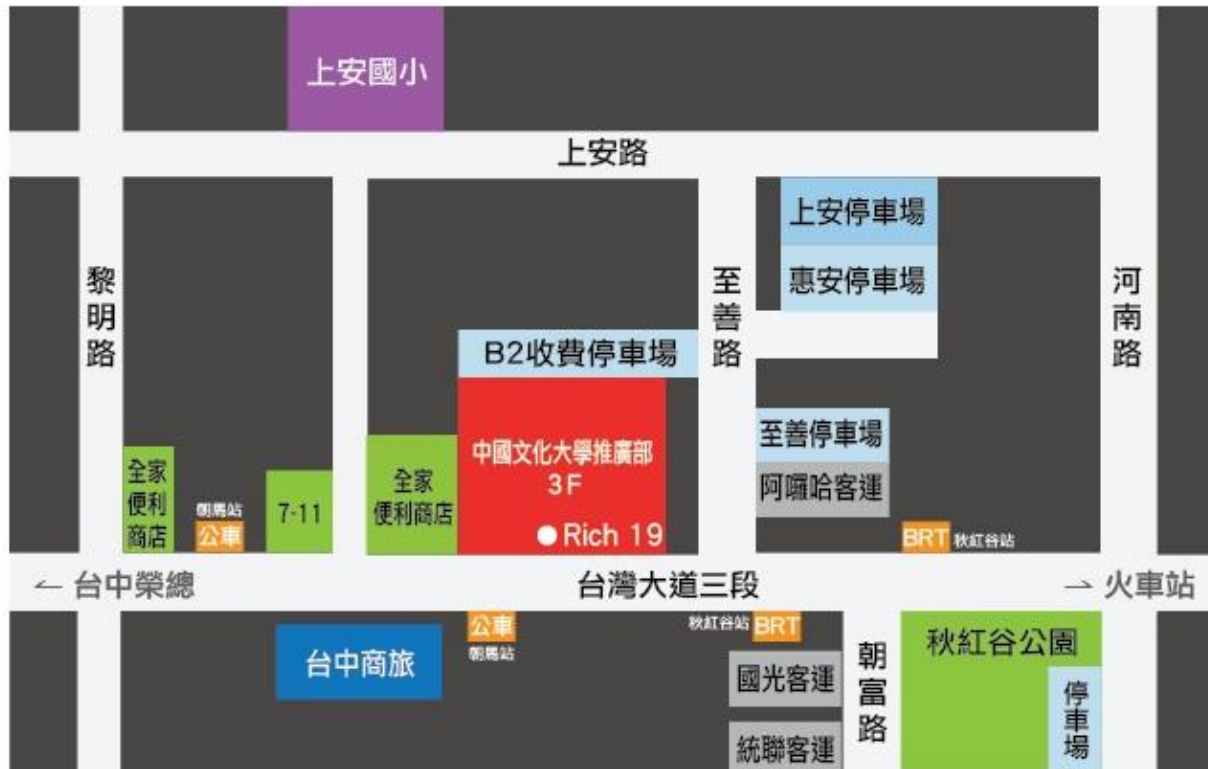 上安國小
上安路
上安停車場
惠安停車場
黎明路
至善路
河南路
B2收費停車場
中國文化大學推廣部
3F
Rich 19
至善停車場
阿囉哈客運
全家
便利
商店
朝馬站
公車
7-11
全家
便利商店
BRT 秋紅谷站
← 台中榮總
台灣大道三段
→ 火車站
台中商旅
公車
朝馬站
秋紅谷站 BRT
國光客運
統聯客運
朝富路
秋紅谷公園
停車場